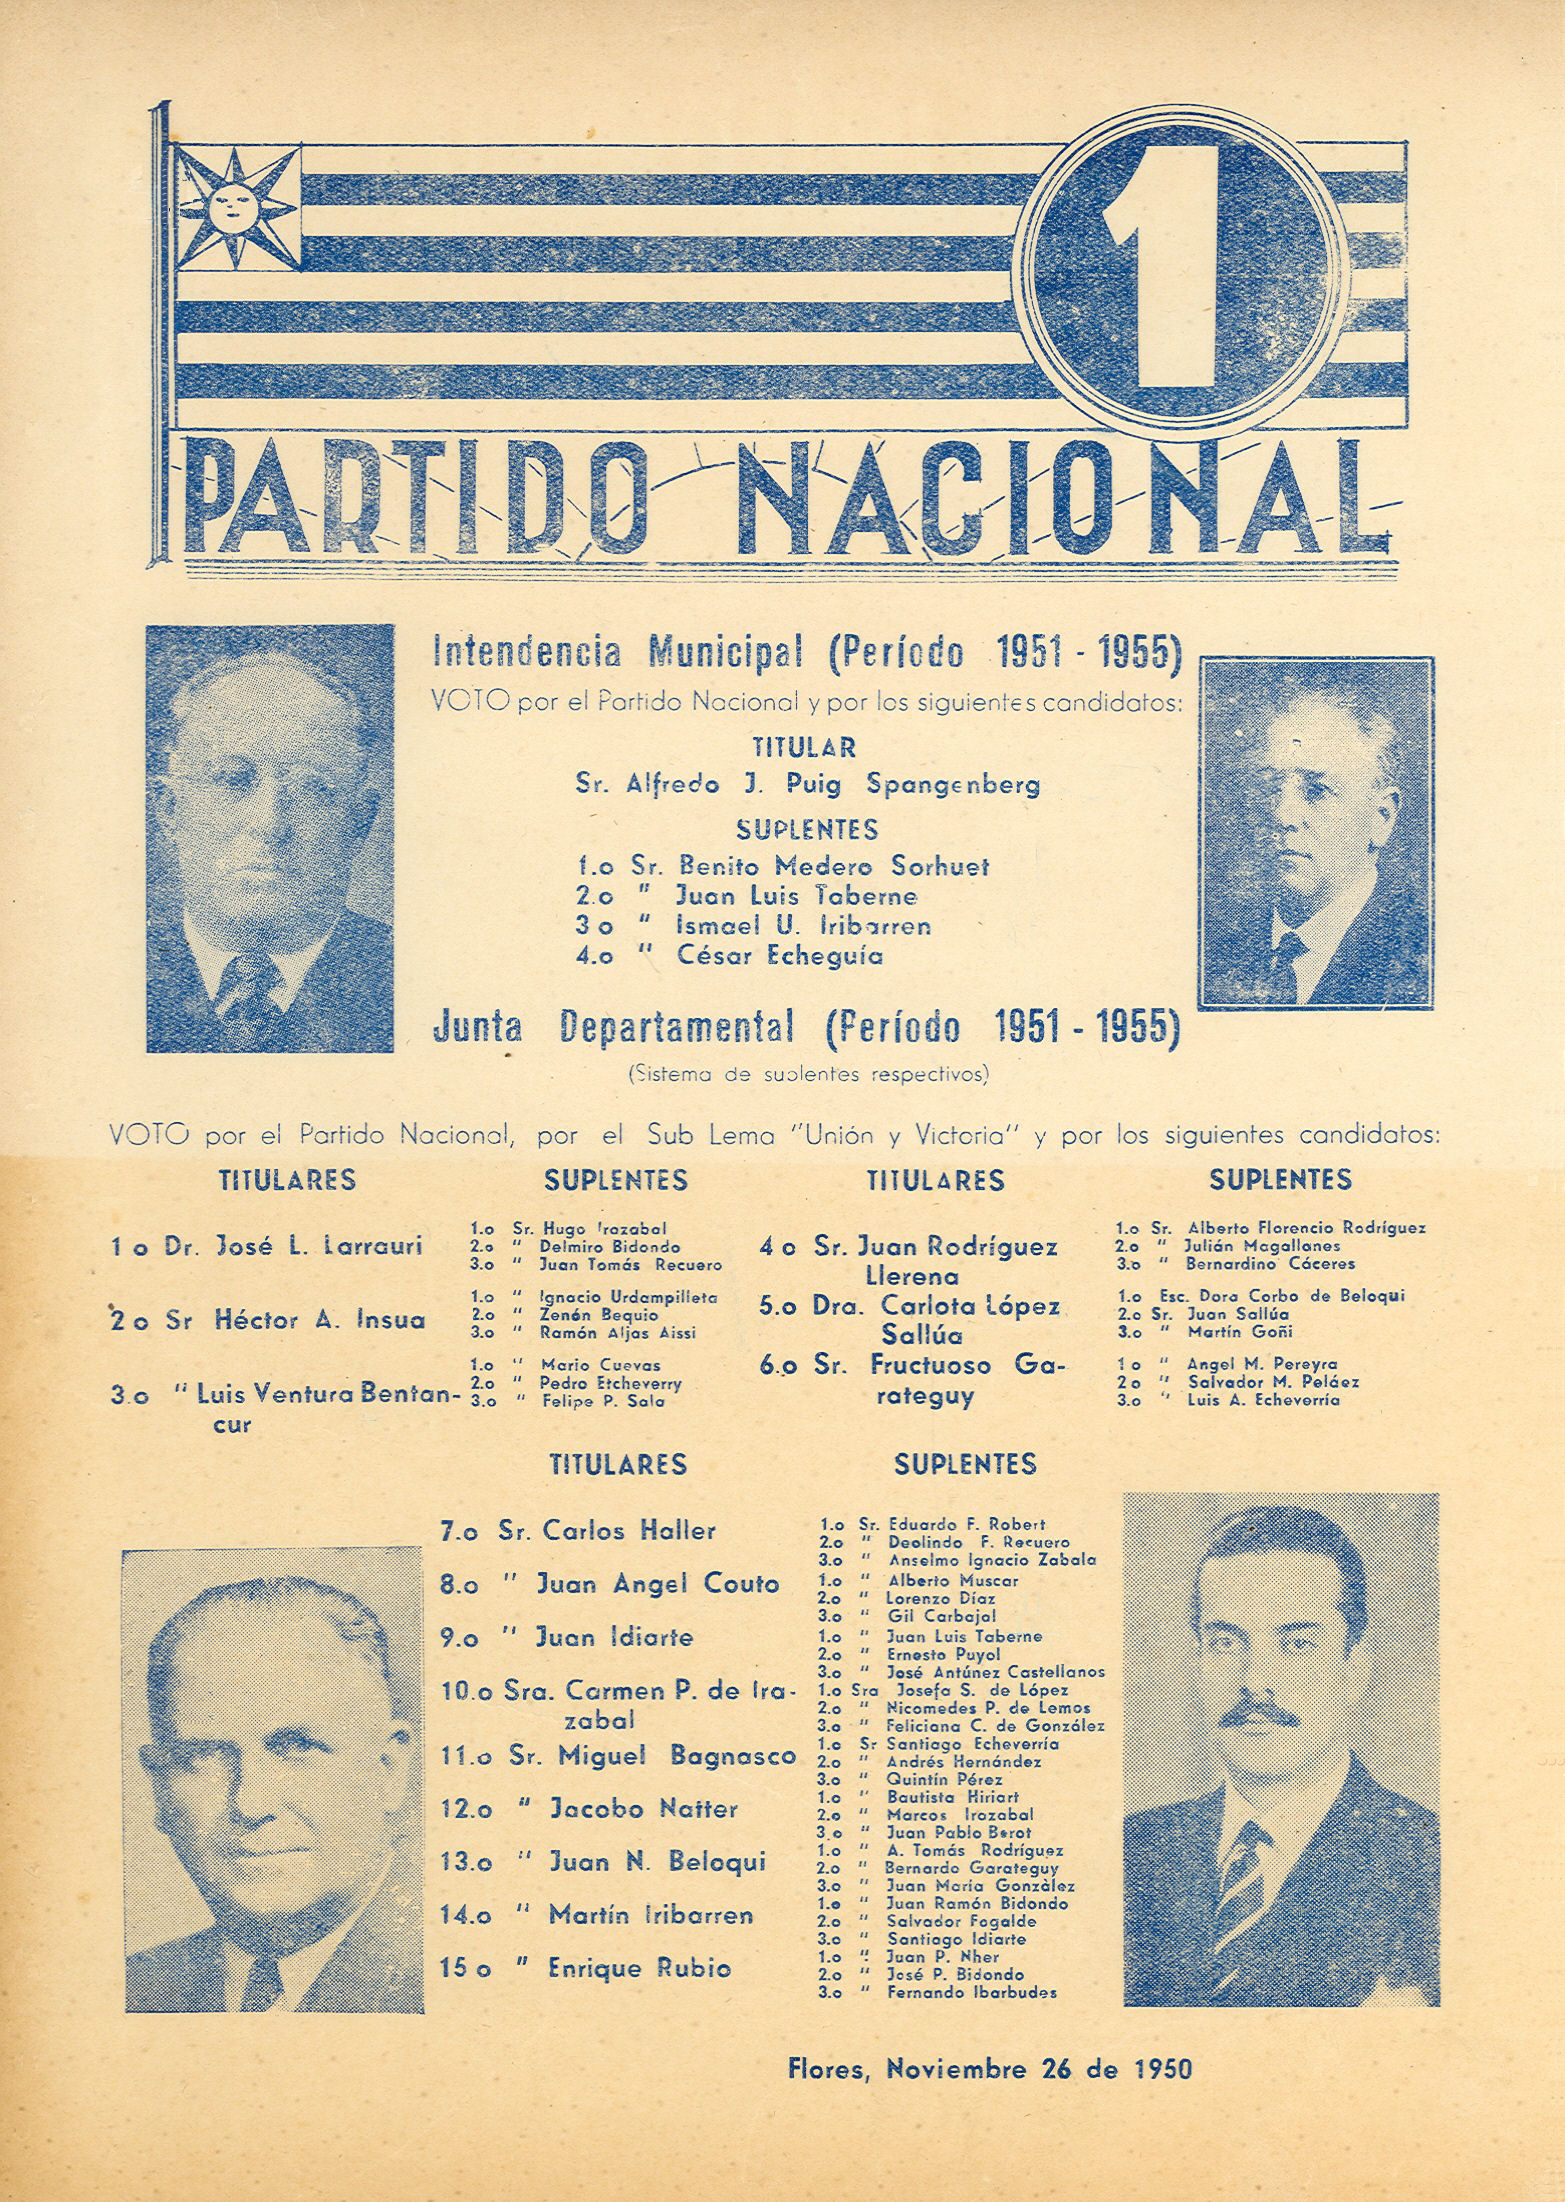 1
PARTIDO NACIONAL
Intendencia Municipal (Período 1951 - 1955)
VOTO por el Partido Nacional y por los siguientes candidatos:
TITULAR
Sr. Alfredo J. Puig Spangenberg
SUPLENTES
1.o Sr. Benito Medero Sorhuet
2.o " Juan Luis Taberne
3 o " Ismael U. Iribarren
4.o " César Echeguía
Junta Departamental (Período 1951 - 1955)
(Sistema de suplentes respectivos)
VOTO por el Partido Nacional, por el Sub Lema "Unión y Victoria" y por los siguientes candidatos:
TITULARES
SUPLENTES
1 o Dr. José L. Larrauri
1.o Sr. Hugo Irazabal
2.o " Delmiro Bidondo
3.o " Juan Tomás Recuero
2 o Sr Héctor A. Insua
1.o " Ignacio Urdampilleta
2.o " Zenón Bequio
3.o " Ramón Aljas Aissi
3.o " Luis Ventura Bentan-
cur
1.o " Mario Cuevas
2.o " Pedro Etcheverry
3.o " Felipe P. Sala
TITULARES
SUPLENTES
4 o Sr. Juan Rodríguez
Llerena
1.o Sr. Alberto Florencio Rodríguez
2.o " Julián Magallanes
3.o " Bernardino Cáceres
5.o Dra. Carlota López
Sallúa
1.o Esc. Dora Corbo de Beloqui
2.o Sr. Juan Sallúa
3.o " Martín Goñi
6.o Sr. Fructuoso Ga-
rateguy
1 o " Angel M. Pereyra
2 o " Salvador M. Peláez
3.o " Luis A. Echeverría
TITULARES
SUPLENTES
7.o Sr. Carlos Haller
1.o Sr. Eduardo F. Robert
2.o " Deolindo F. Recuero
3.o " Anselmo Ignacio Zabala
8.o " Juan Angel Couto
1.o " Alberto Muscar
2.o " Lorenzo Díaz
3.o " Gil Carbajal
9.o " Juan Idiarte
1.o " Juan Luis Taberne
2.o " Ernesto Puyol
3.o " José Antúnez Castellanos
10.o Sra. Carmen P. de Ira-
zabal
1.o Sra Josefa S. de López
2.o " Nicomedes P. de Lemos
3.o " Feliciana C. de González
11.o Sr. Miguel Bagnasco
1.o Sr Santiago Echeverría
2.o " Andrés Hernández
3.o " Quintín Pérez
12.o " Jacobo Natter
1.o " Bautista Hiriart
2.o " Marcos Irazabal
3 o " Juan Pablo Berot
13.o " Juan N. Beloqui
1.o " A. Tomás Rodríguez
2.o " Bernardo Garateguy
3.o " Juan María Gonzàlez
14.o " Martín Iribarren
1.o " Juan Ramón Bidondo
2.o " Salvador Fagalde
3.o " Santiago Idiarte
15 o " Enrique Rubio
1.o " Juan P. Nher
2.o " José P. Bidondo
3.o " Fernando Ibarbudes
Flores, Noviembre 26 de 1950